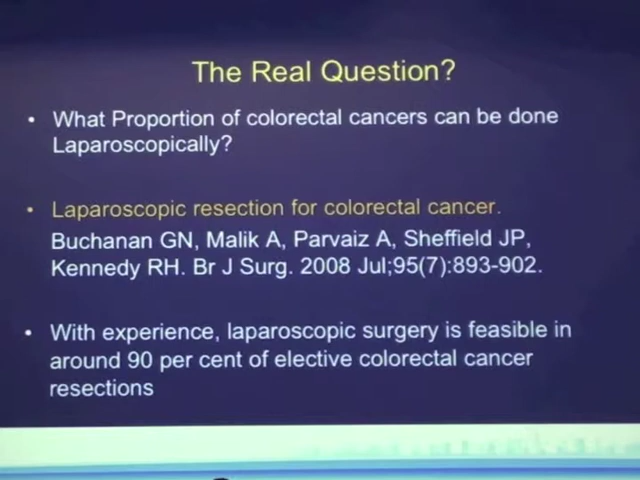 The Real Question?
• What Proportion of colorectal cancers can be done
Laparoscopically?
• Laparoscopic resection for colorectal cancer.
Buchanan GN, Malik A, Parvaiz A, Sheffield JP,
Kennedy RH. Br J Surg. 2008 Jul;95(7):893-902.
• With experience, laparoscopic surgery is feasible in
around 90 per cent of elective colorectal cancer
resections